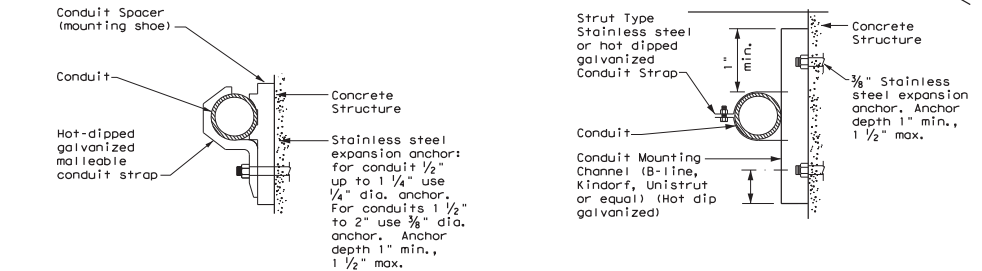 Conduit Spacer
(mounting shoe)
Conduit
Hot-dipped
galvanized
malleable
conduit strap
Concrete
Structure
Stainless steel
expansion anchor:
for conduit 1/2"
up to 1 1/4" use
1/4" dia. anchor.
For conduits 1 1/2"
to 2" use 3/8" dia.
anchor. Anchor
depth 1" min.,
1 1/2" max.
Strut Type
Stainless steel
or hot dipped
galvanized
Conduit Strap
1"
min.
Conduit
Conduit Mounting
Channel (B-line,
Kindorf, Unistrut
or equal) (Hot dip
galvanized)
Concrete
Structure
3/8" Stainless
steel expansion
anchor. Anchor
depth 1" min.,
1 1/2" max.